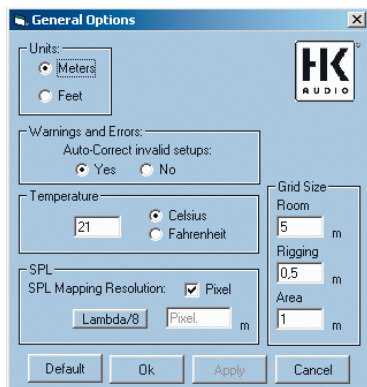 General Options
Units:
Meters
Feet
HK
AUDIO
Warnings and Errors:
Auto-Correct invalid setups:
Yes No
Temperature
21
Celsius
Fahrenheit
SPL
SPL Mapping Resolution: Pixel
Lambda/8 Pixel. m
Grid Size
Room
5 m
Rigging
0,5 m
Area
1 m
Default Ok Apply Cancel